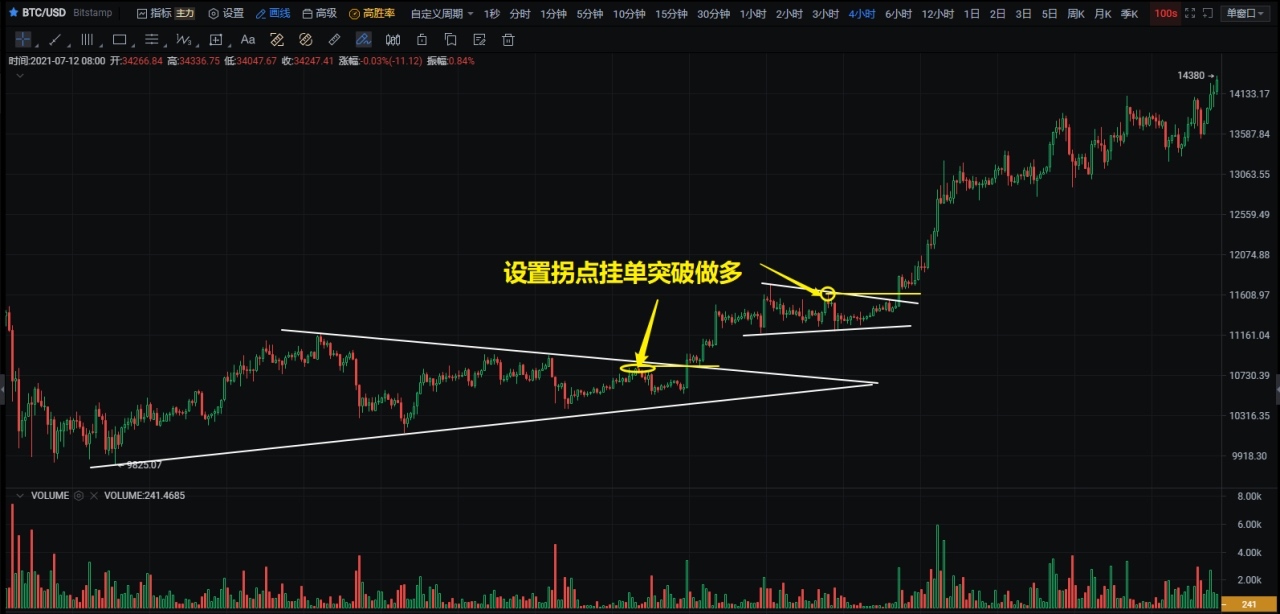 BTC/USD Bitstamp 指标 主力 设置 画线 高级 高胜率 自定义周期 1秒 分时 1分钟 5分钟 10分钟 15分钟 30分钟 1小时 2小时 3小时 4小时 6小时 12小时 1日 2日 3日 5日 周K 月K 季K 100s 单窗口
Aa
时间:2021-07-12 08:00 开:34266.84 高:34336.75 低:34047.67 收:34247.41 涨幅:-0.03%(-11.12) 振幅:0.84%
14380
14133.17
13587.84
13063.55
12559.49
12074.88
设置拐点挂单突破做多
11608.97
11161.04
10730.39
10316.35
9918.30
9825.07
VOLUME VOLUME:241.4685
8.00k
6.00k
4.00k
2.00k
241